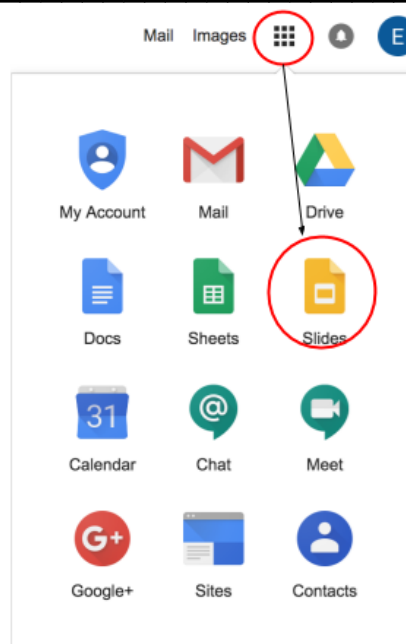 Mail Images E
My Account Mail Drive
Docs Sheets Slides
31 @
Calendar Chat Meet
G+
Google+ Sites Contacts